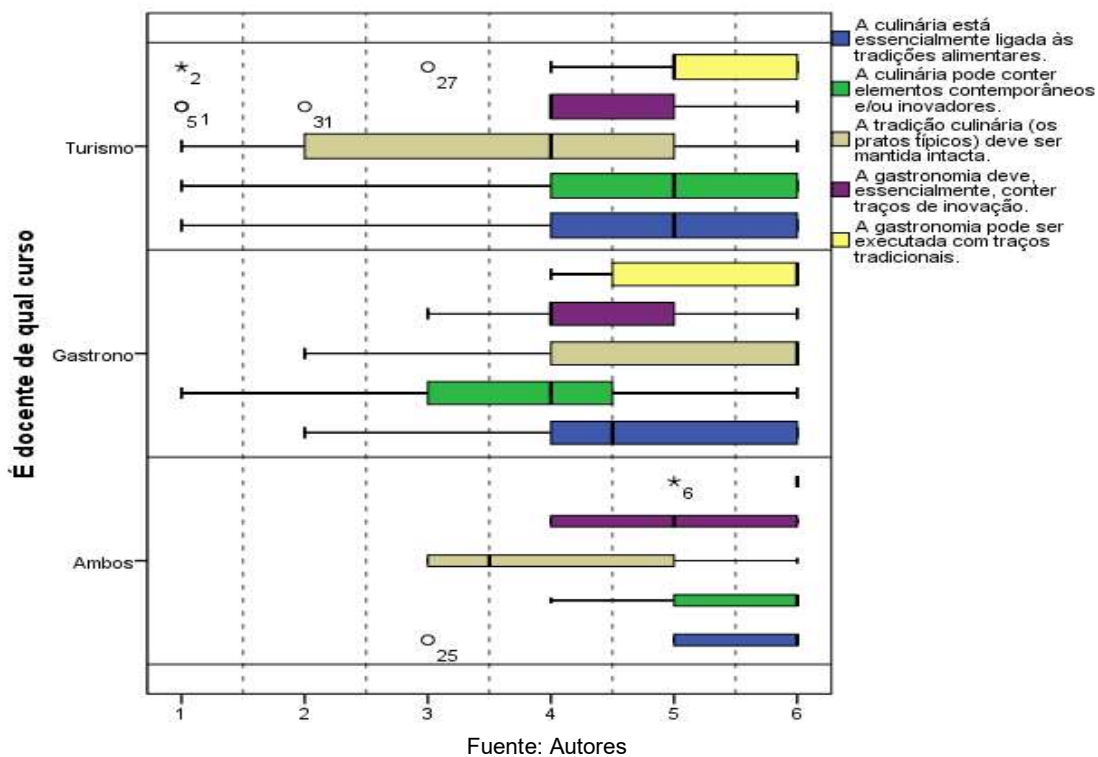 É docente de qual curso
Turismo
Gastrono
Ambos
*2
27
51
31
6
25
1
2
3
4
5
6
A culinária está
essencialmente ligada às
tradições alimentares.
A culinária pode conter
elementos contemporâneos
e/ou inovadores.
A tradição culinária (os
pratos típicos) deve ser
mantida intacta.
A gastronomia deve,
essencialmente, conter
traços de inovação.
A gastronomia pode ser
executada com traços
tradicionais.
Fuente: Autores